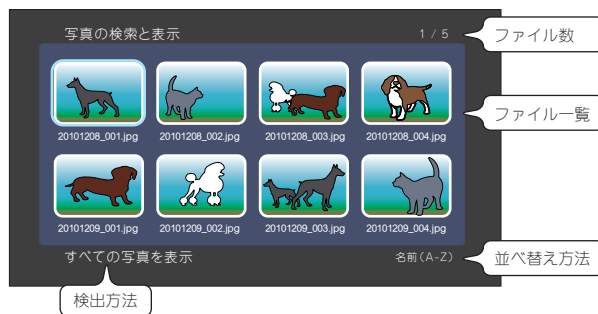 写真の検索と表示
1 / 5
ファイル数
20101208_001.jpg
20101208_002.jpg
20101208_003.jpg
20101208_004.jpg
ファイル一覧
20101209_001.jpg
20101209_002.jpg
20101209_003.jpg
20101209_004.jpg
すべての写真を表示
名前(A-Z)
並べ替え方法
検出方法